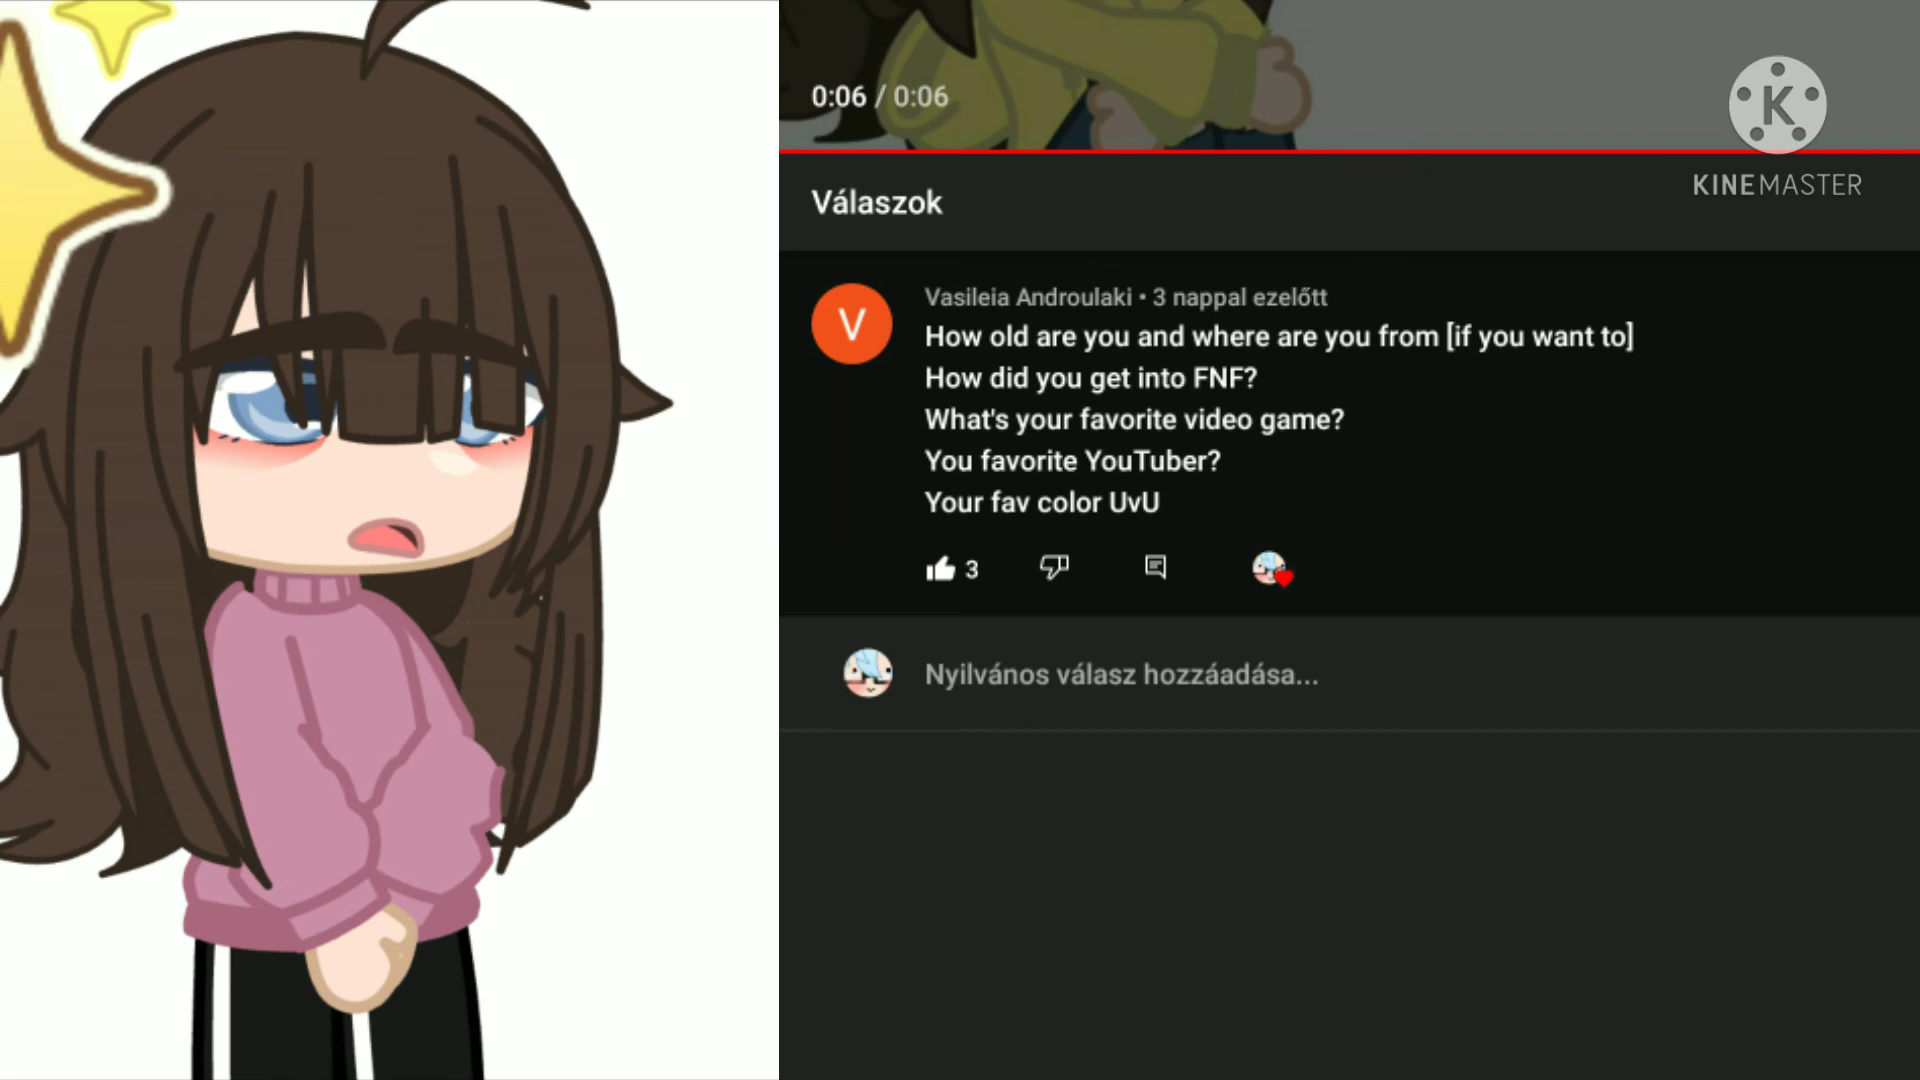 0:06 / 0:06
K
KINEMASTER
Válaszok
V
Vasileia Androulaki • 3 nappal ezelőtt
How old are you and where are you from [if you want to]
How did you get into FNF?
What's your favorite video game?
You favorite YouTuber?
Your fav color UvU
3
Nyilvános válasz hozzáadása...